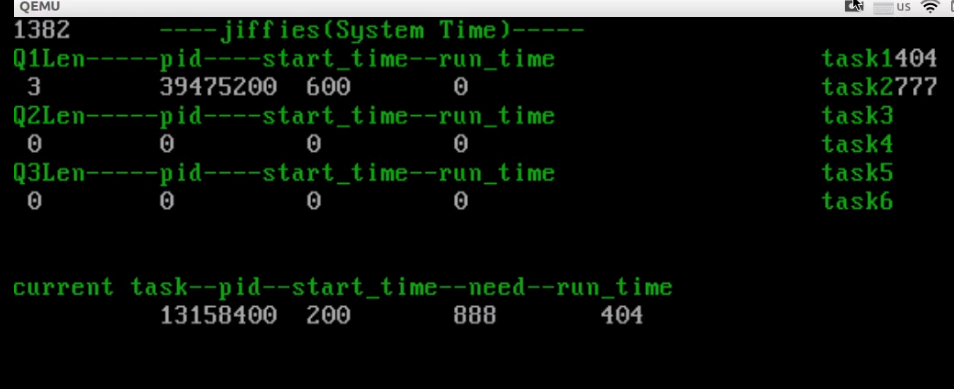 QEMU
us
1382 ----jiffies(System Time)-----
Q1Len-----pid----start_time--run_time task1404
3 39475200 600 0 task2777
Q2Len-----pid----start_time--run_time task3
0 0 0 0 task4
Q3Len-----pid----start_time--run_time task5
0 0 0 0 task6
current task--pid--start_time--need--run_time
13158400 200 888 404